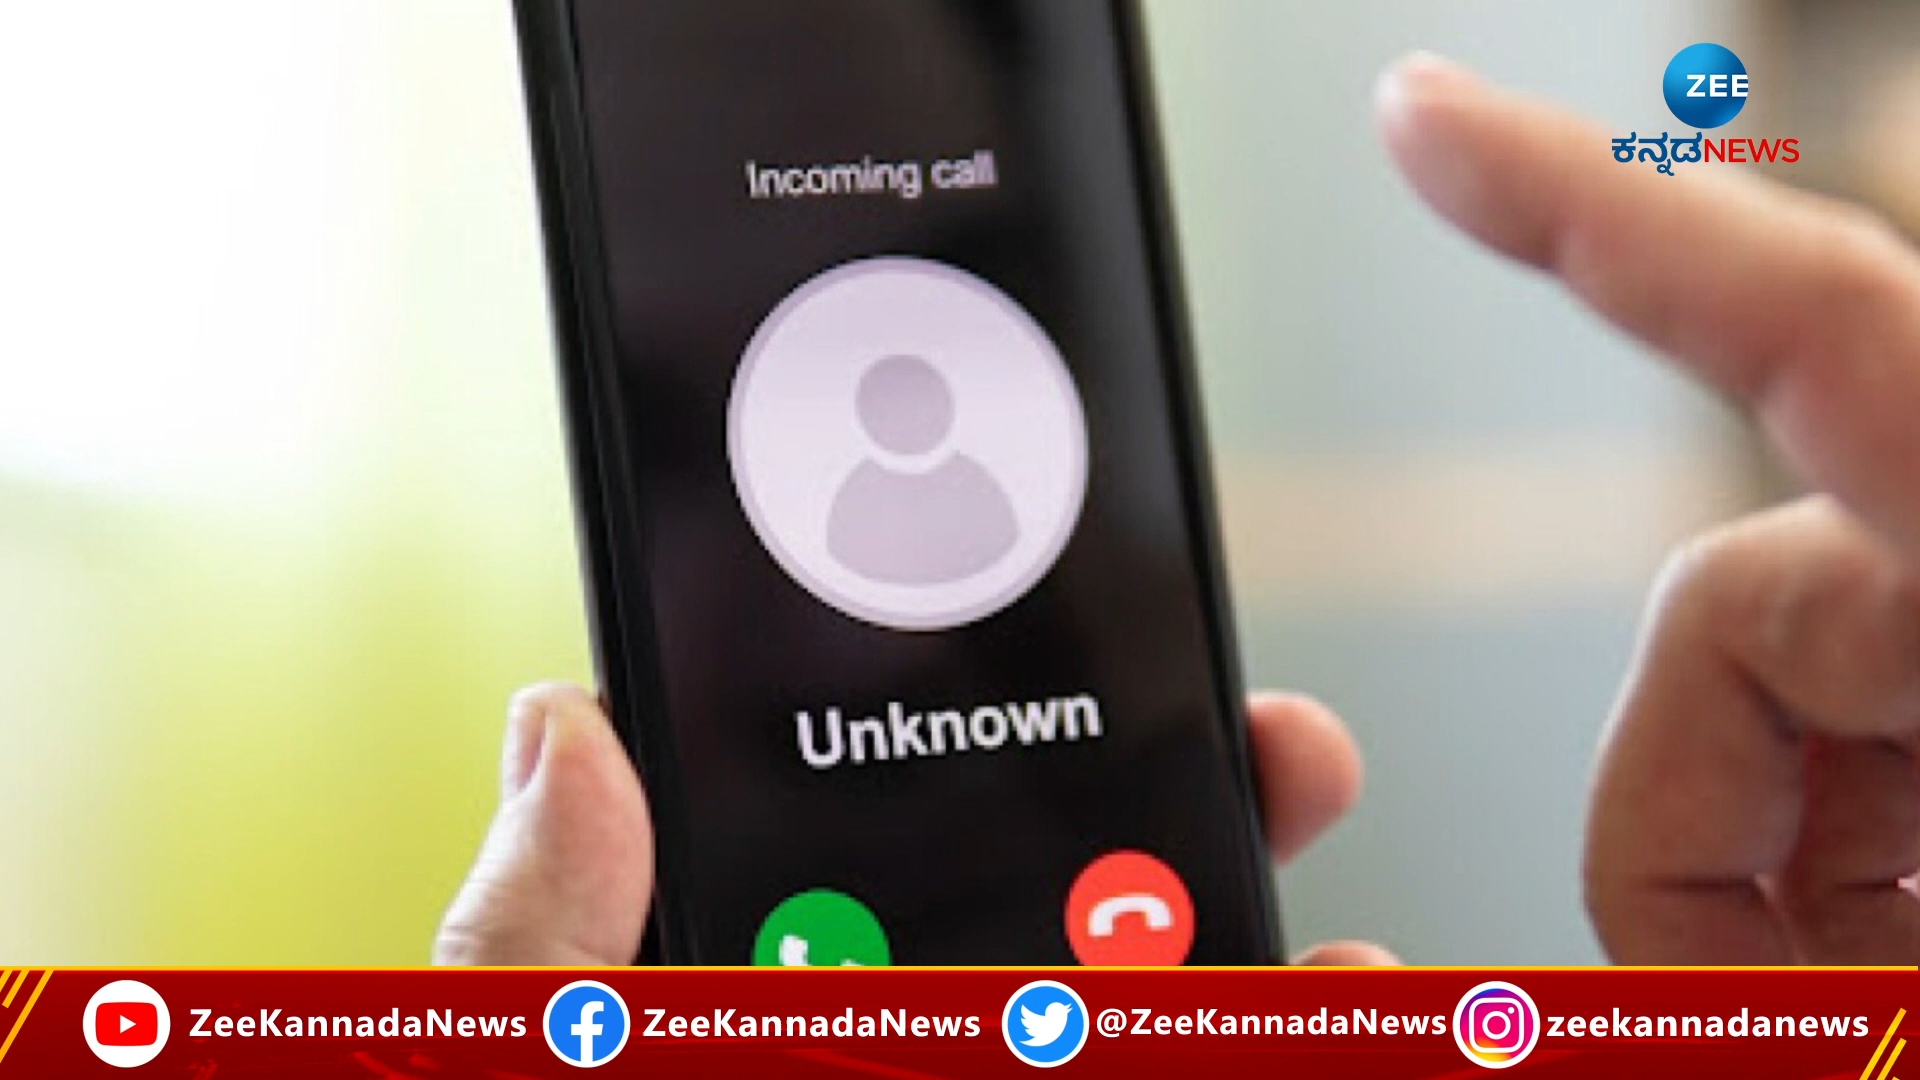 ZEE
ಕನ್ನಡNEWS
Incoming call
Unknown
ZeeKannadaNews
ZeeKannadaNews
@ZeeKannadaNews
zeekannadanews